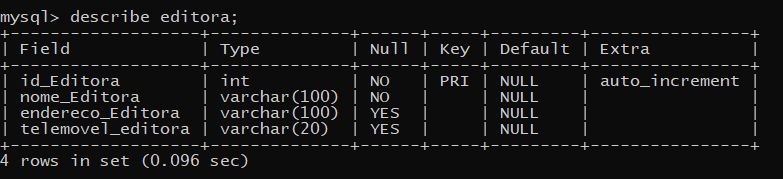 mysql> describe editora;
+-------------------+--------------+------+-----+---------+----------------+
| Field             | Type         | Null | Key | Default | Extra          |
+-------------------+--------------+------+-----+---------+----------------+
| id_Editora        | int          | NO   | PRI | NULL    | auto_increment |
| nome_Editora      | varchar(100) | NO   |     | NULL    |                |
| endereco_Editora  | varchar(100) | YES  |     | NULL    |                |
| telemovel_editora | varchar(20)  | YES  |     | NULL    |                |
+-------------------+--------------+------+-----+---------+----------------+
4 rows in set (0.096 sec)